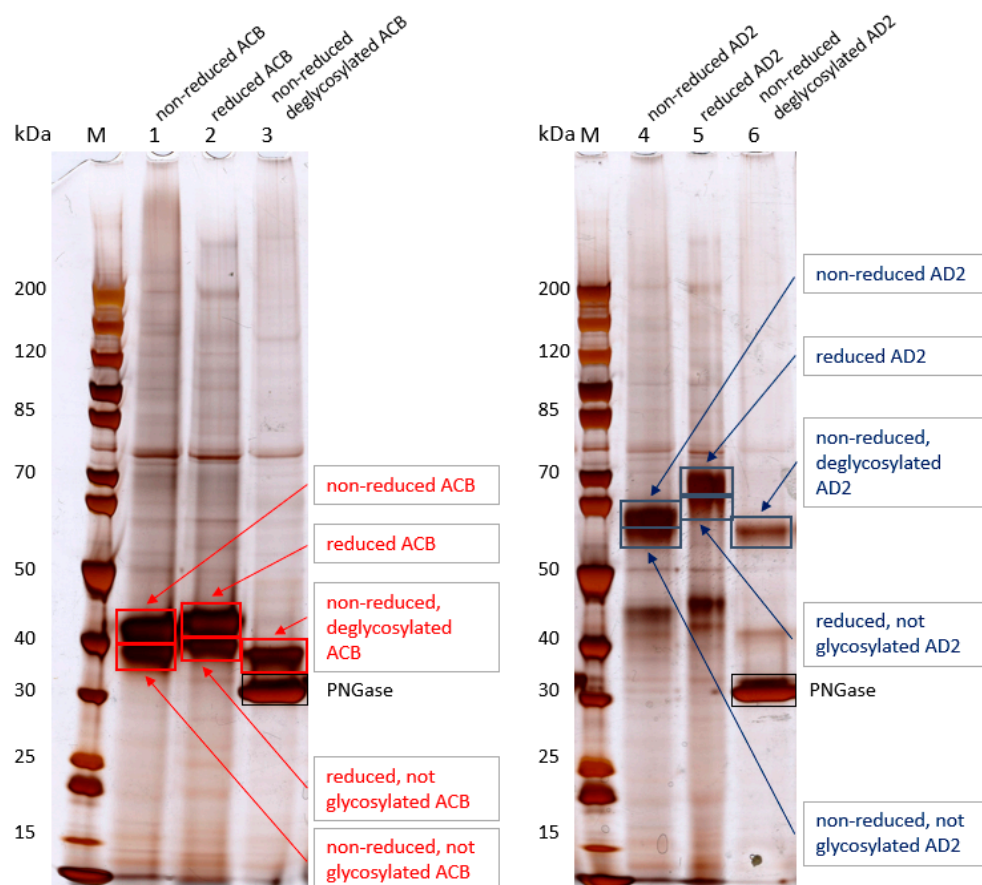 non-reduced ACB
reduced ACB
non-reduced
deglycosylated ACB
kDa M 1 2 3
200
120
85
70
50
40
30
25
15
non-reduced ACB
reduced ACB
non-reduced,
deglycosylated
ACB
PNGase
reduced, not
glycosylated ACB
non-reduced, not
glycosylated ACB
non-reduced AD2
reduced AD2
non-reduced
deglycosylated AD2
kDa M 4 5 6
200
120
85
70
50
40
30
25
15
non-reduced AD2
reduced AD2
non-reduced,
deglycosylated
AD2
reduced, not
glycosylated AD2
PNGase
non-reduced, not
glycosylated AD2